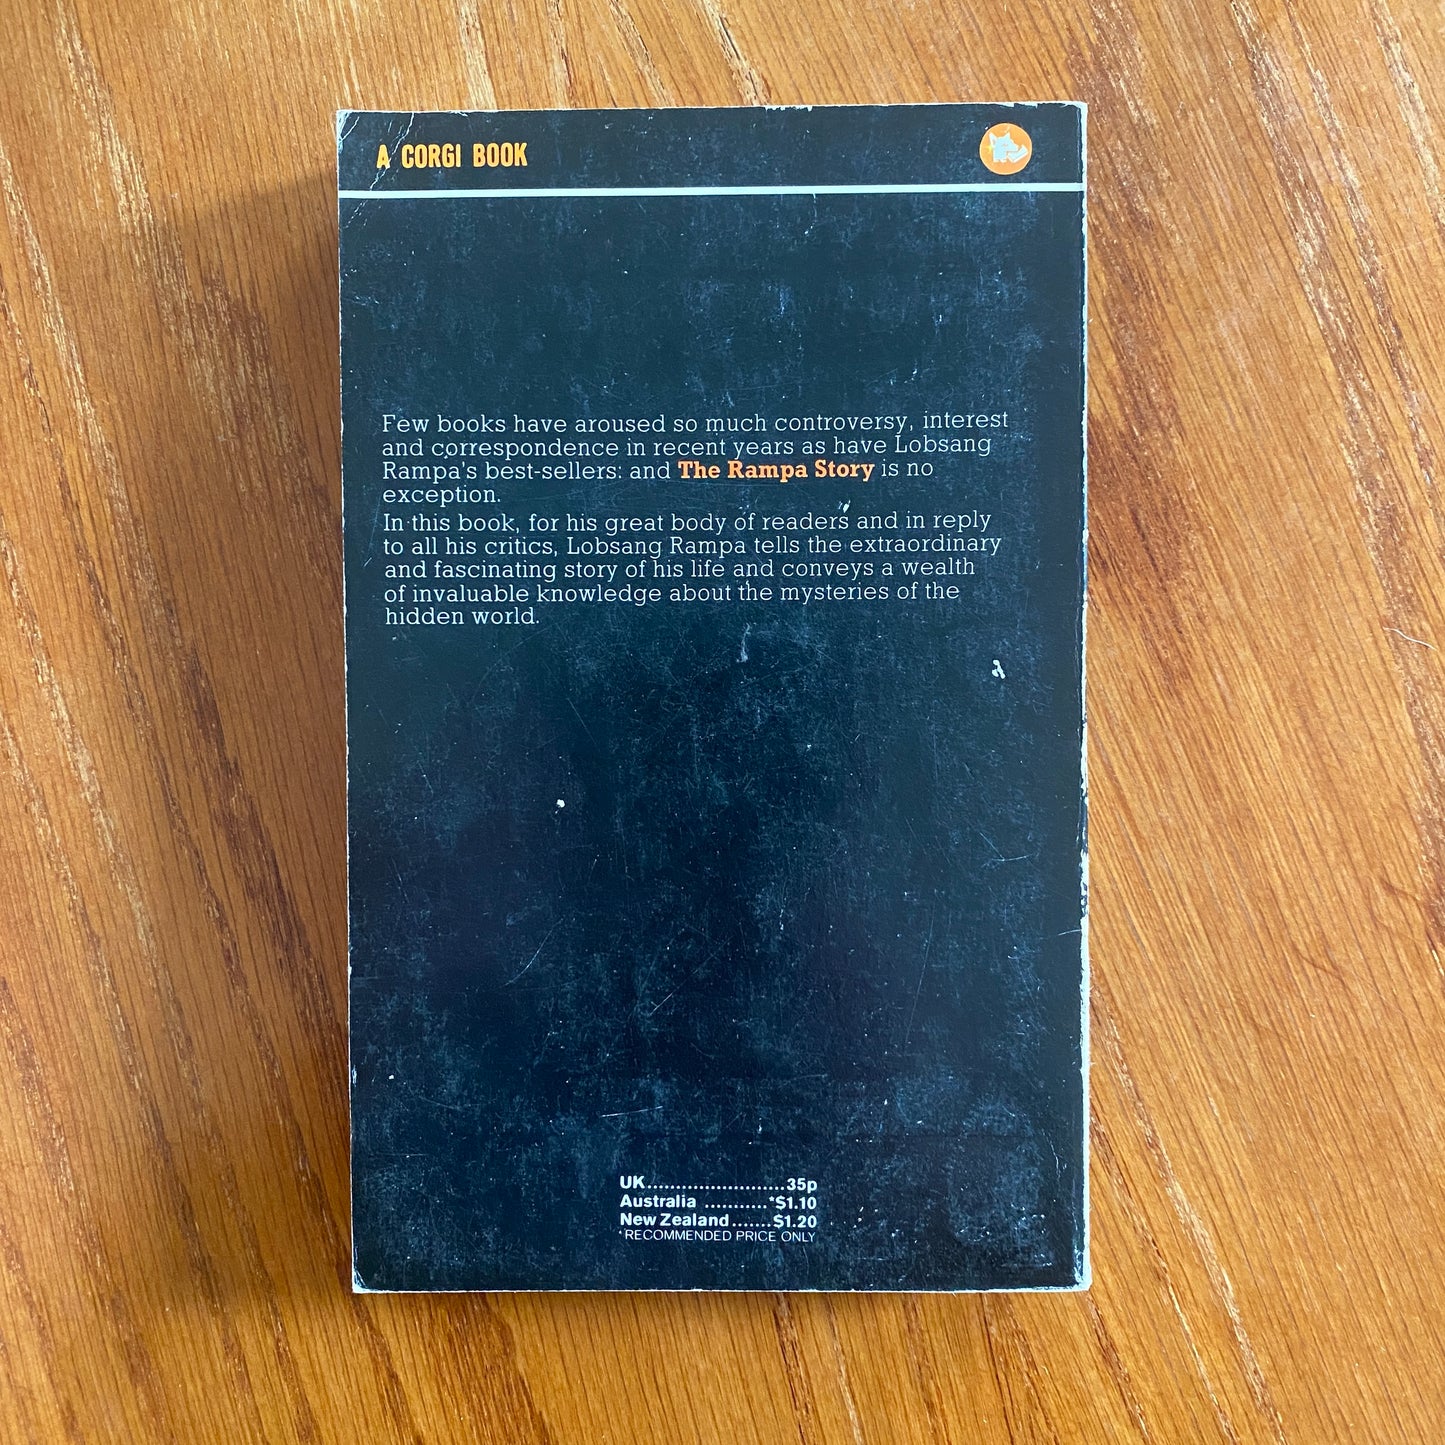 A CORGI BOOK
Few books have aroused so much controversy, interest
and correspondence in recent years as have Lobsang
Rampa's best-sellers: and The Rampa Story is no
exception.
In this book, for his great body of readers and in reply
to all his critics, Lobsang Rampa tells the extraordinary
and fascinating story of his life and conveys a wealth
of invaluable knowledge about the mysteries of the
hidden world.
UK........................35p
Australia ...........*$1.10
New Zealand.......$1.20
*RECOMMENDED PRICE ONLY